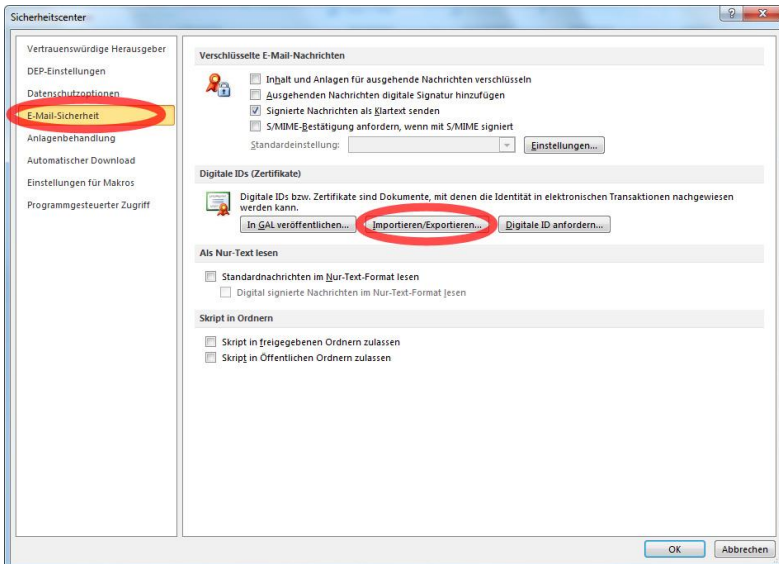 Sicherheitscenter
Vertrauenswürdige Herausgeber
DEP-Einstellungen
Datenschutzoptionen
E-Mail-Sicherheit
Anlagenbehandlung
Automatischer Download
Einstellungen für Makros
Programmgesteuerter Zugriff
Verschlüsselte E-Mail-Nachrichten
Inhalt und Anlagen für ausgehende Nachrichten verschlüsseln
Ausgehenden Nachrichten digitale Signatur hinzufügen
Signierte Nachrichten als Klartext senden
S/MIME-Bestätigung anfordern, wenn mit S/MIME signiert
Standardeinstellung:
Einstellungen...
Digitale IDs (Zertifikate)
Digitale IDs bzw. Zertifikate sind Dokumente, mit denen die Identität in elektronischen Transaktionen nachgewiesen
werden kann.
In GAL veröffentlichen... Importieren/Exportieren... Digitale ID anfordern...
Als Nur-Text lesen
Standardnachrichten im Nur-Text-Format lesen
Digital signierte Nachrichten im Nur-Text-Format lesen
Skript in Ordnern
Skript in freigegebenen Ordnern zulassen
Skript in Öffentlichen Ordnern zulassen
OK Abbrechen